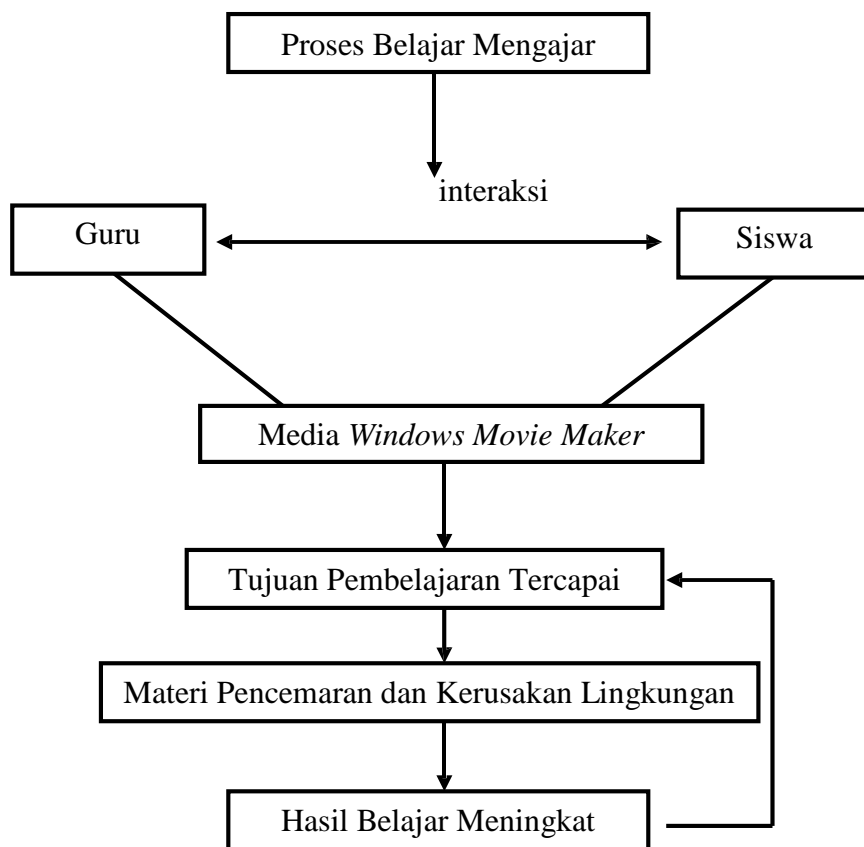 Proses Belajar Mengajar
interaksi
Guru
Siswa
Media Windows Movie Maker
Tujuan Pembelajaran Tercapai
Materi Pencemaran dan Kerusakan Lingkungan
Hasil Belajar Meningkat